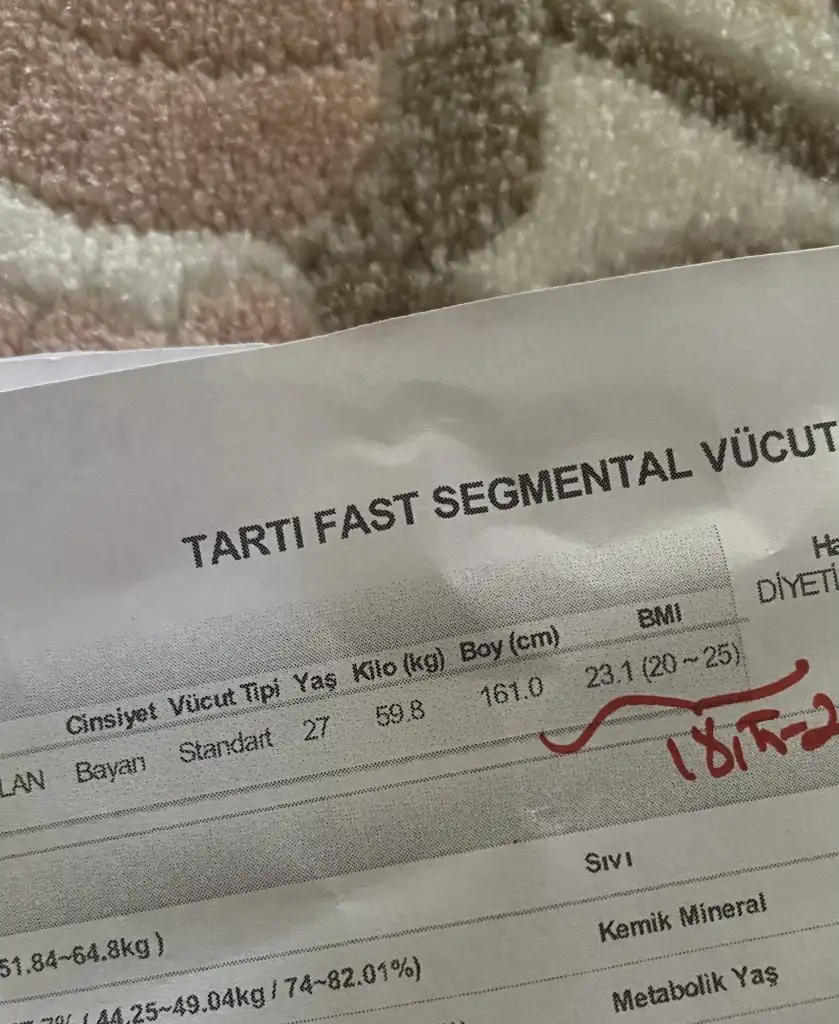 TARTI FAST SEGMENTAL VÜCUT
DİYETİ
Cinsiyet Vücut Tipi Yaş Kilo (kg) Boy (cm) BMI
LAN Bayan Standart 27 59.8 161.0 23.1 (20 ~ 25)
Sıvı
51.84~64.8kg )
Kemik Mineral
( 44.25~49.04kg / 74~82.01%)
Metabolik Yaş